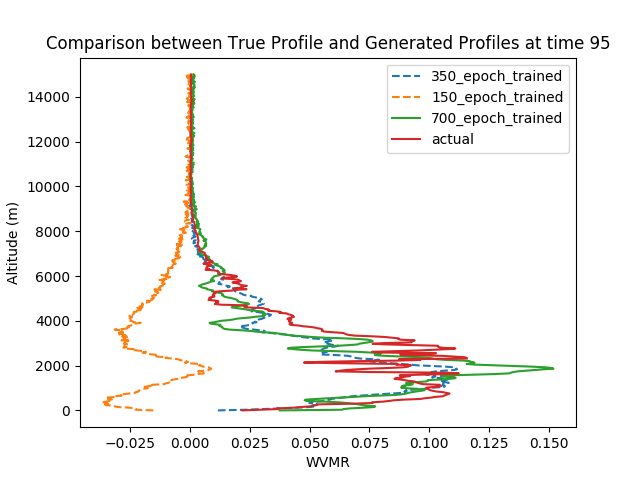 Comparison between True Profile and Generated Profiles at time 95
350_epoch_trained
150_epoch_trained
700_epoch_trained
actual
14000
12000
10000
8000
6000
4000
2000
0
Altitude (m)
−0.025 0.000 0.025 0.050 0.075 0.100 0.125 0.150
WVMR